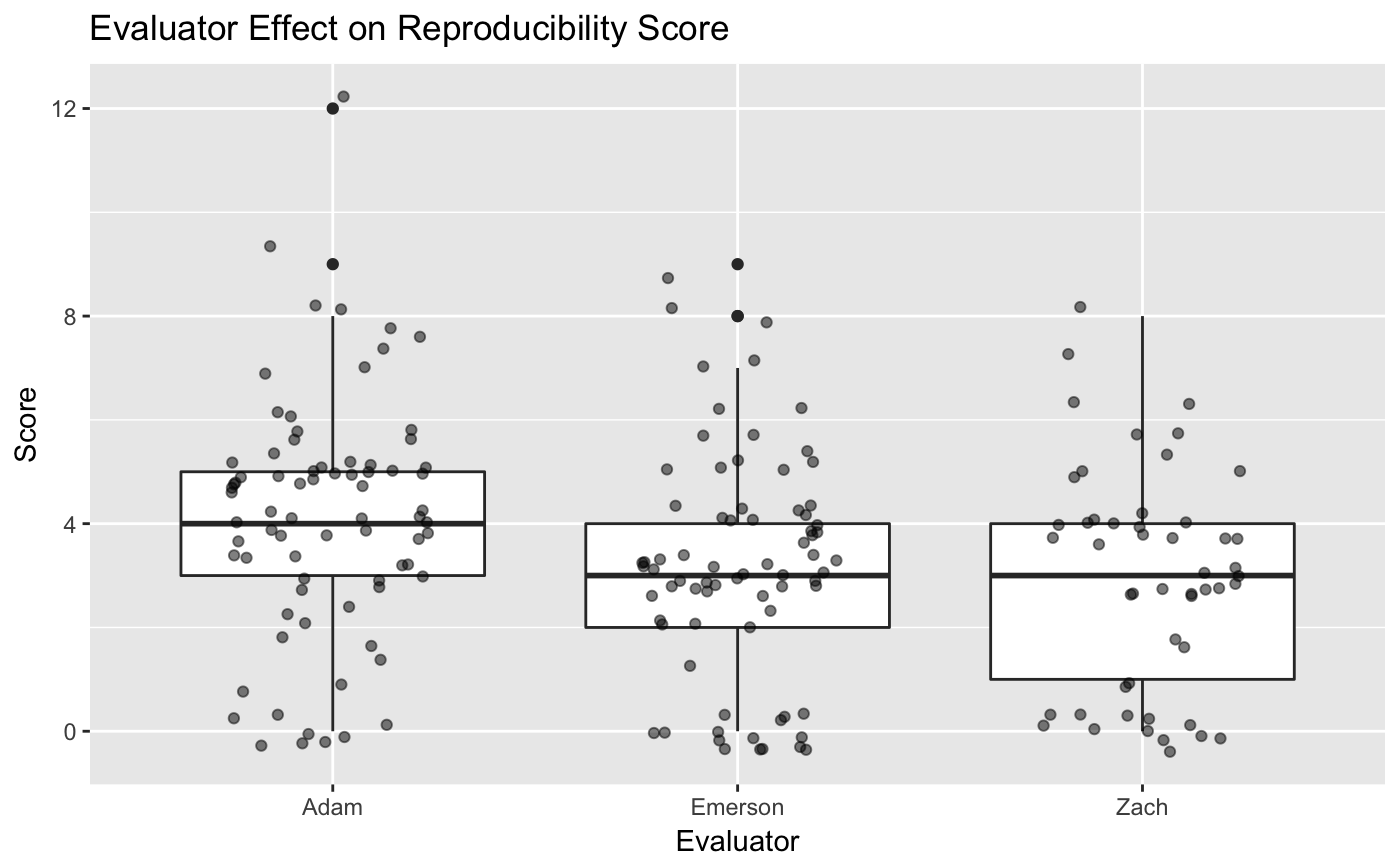 Evaluator Effect on Reproducibility Score
12
8
4
0
Score
Adam Emerson Zach
Evaluator